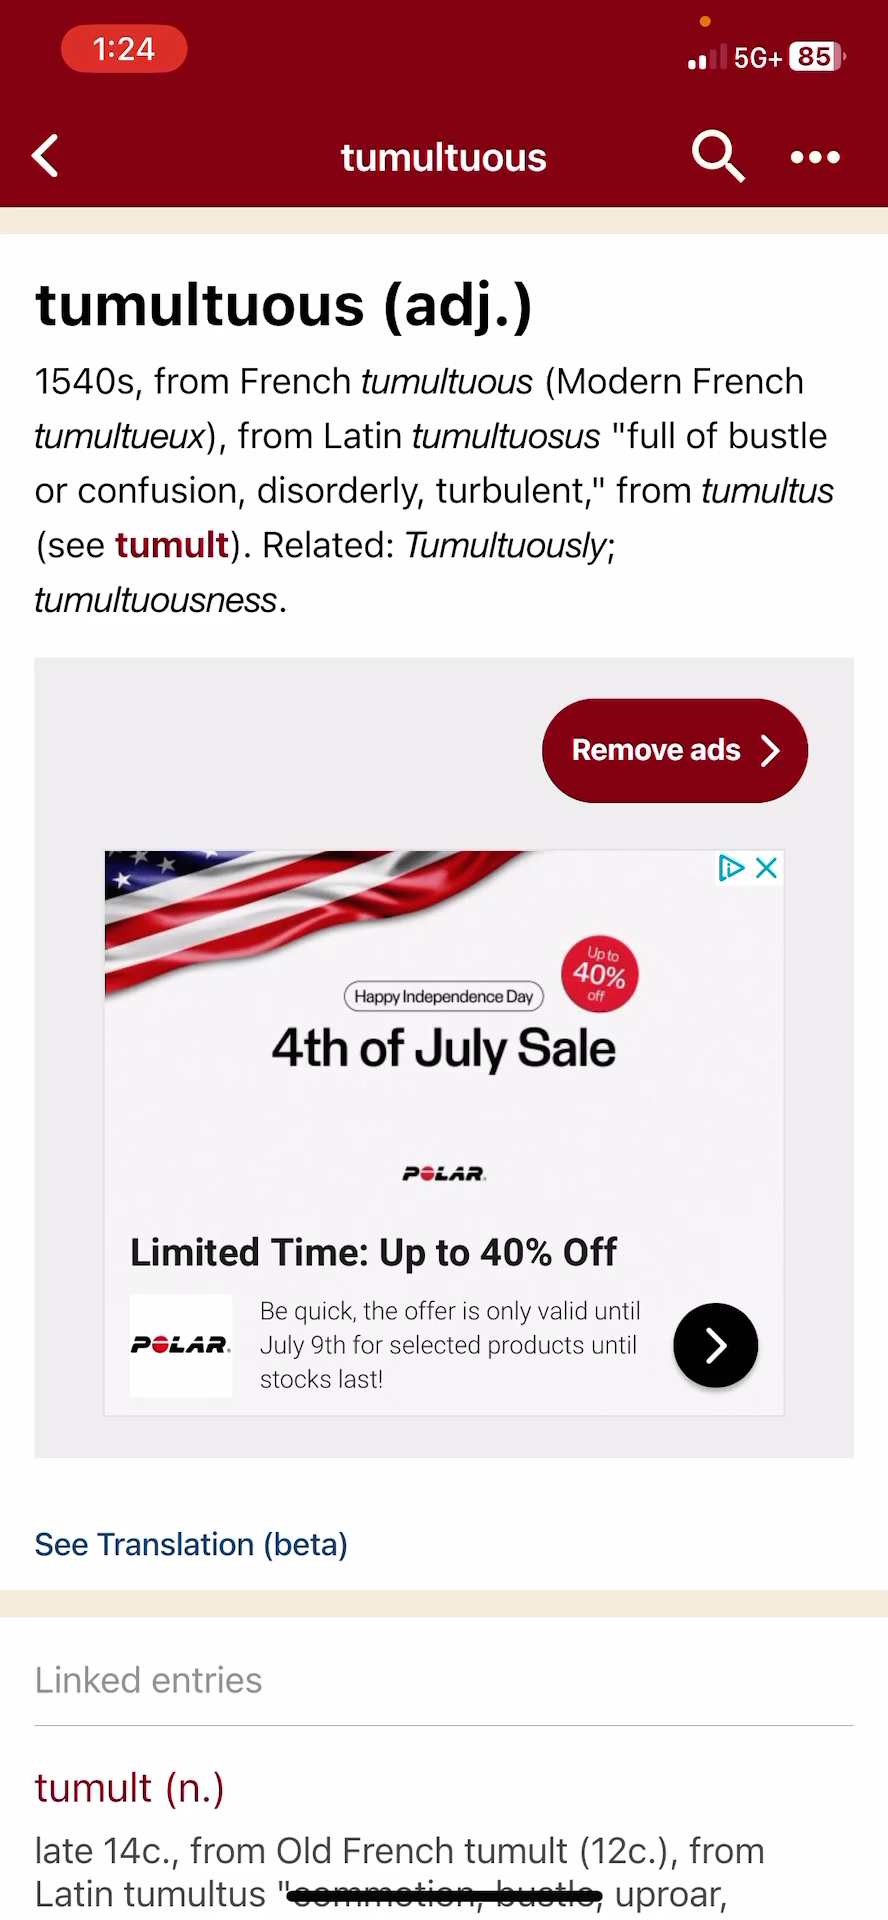 1:24
5G+ 85
tumultuous
tumultuous (adj.)
1540s, from French tumultuous (Modern French
tumultueux), from Latin tumultuosus "full of bustle
or confusion, disorderly, turbulent," from tumultus
(see tumult). Related: Tumultuously;
tumultuousness.
Remove ads
Up to
40%
off
Happy Independence Day
4th of July Sale
POLAR.
Limited Time: Up to 40% Off
Be quick, the offer is only valid until
POLAR. July 9th for selected products until
stocks last!
See Translation (beta)
Linked entries
tumult (n.)
late 14c., from Old French tumult (12c.), from
Latin tumultus "commotion, bustle, uproar,